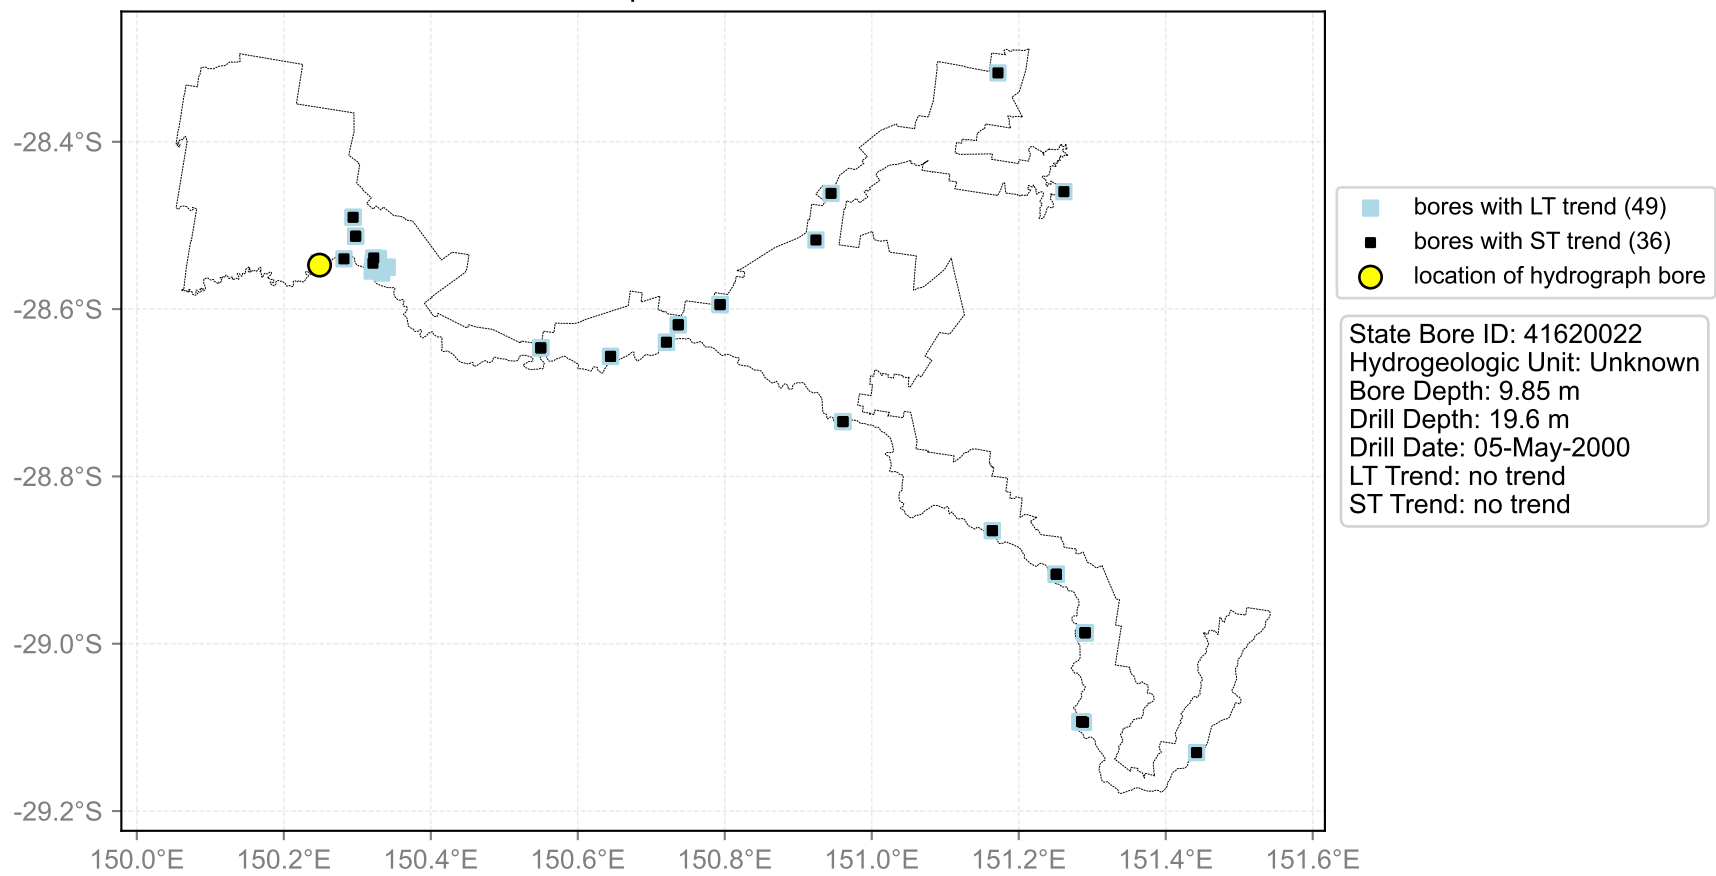 -28.4°S
-28.6°S
-28.8°S
-29.0°S
-29.2°S
150.0°E 150.2°E 150.4°E 150.6°E 150.8°E 151.0°E 151.2°E 151.4°E 151.6°E
bores with LT trend (49)
bores with ST trend (36)
location of hydrograph bore
State Bore ID: 41620022
Hydrogeologic Unit: Unknown
Bore Depth: 9.85 m
Drill Depth: 19.6 m
Drill Date: 05-May-2000
LT Trend: no trend
ST Trend: no trend